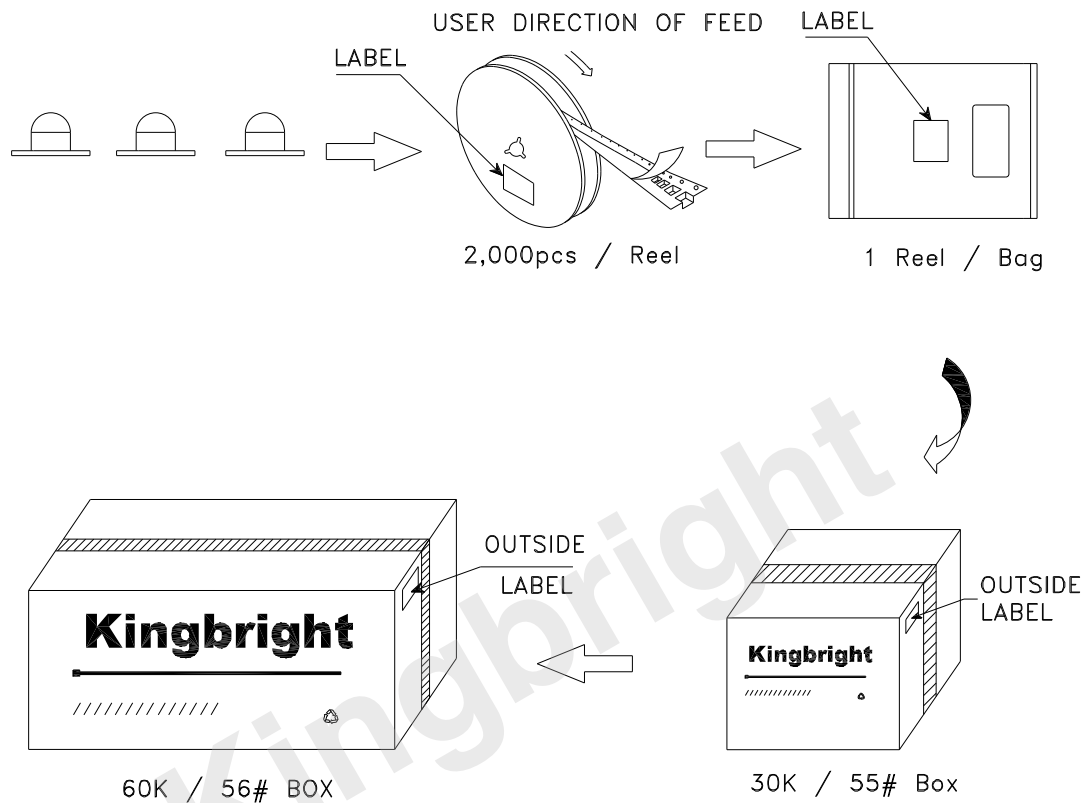 USER DIRECTION OF FEED
LABEL
LABEL
2,000pcs / Reel
1 Reel / Bag
OUTSIDE
LABEL
OUTSIDE
LABEL
Kingbright
Kingbright
60K / 56# BOX
30K / 55# Box
Kingbright